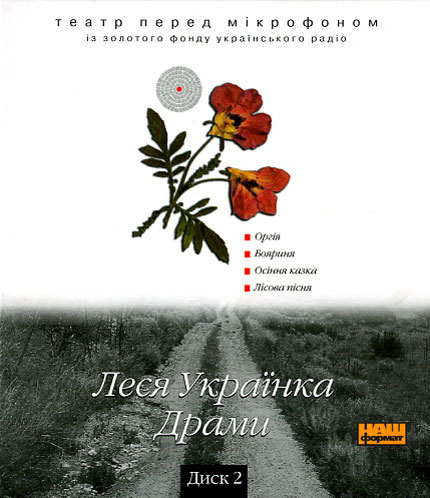 театр перед мікрофоном
із золотого фонду українського радіо
Оргія
Бояриня
Осіння казка
Лісова пісня
Леся Українка
Драми
НАШ
формат
Диск 2